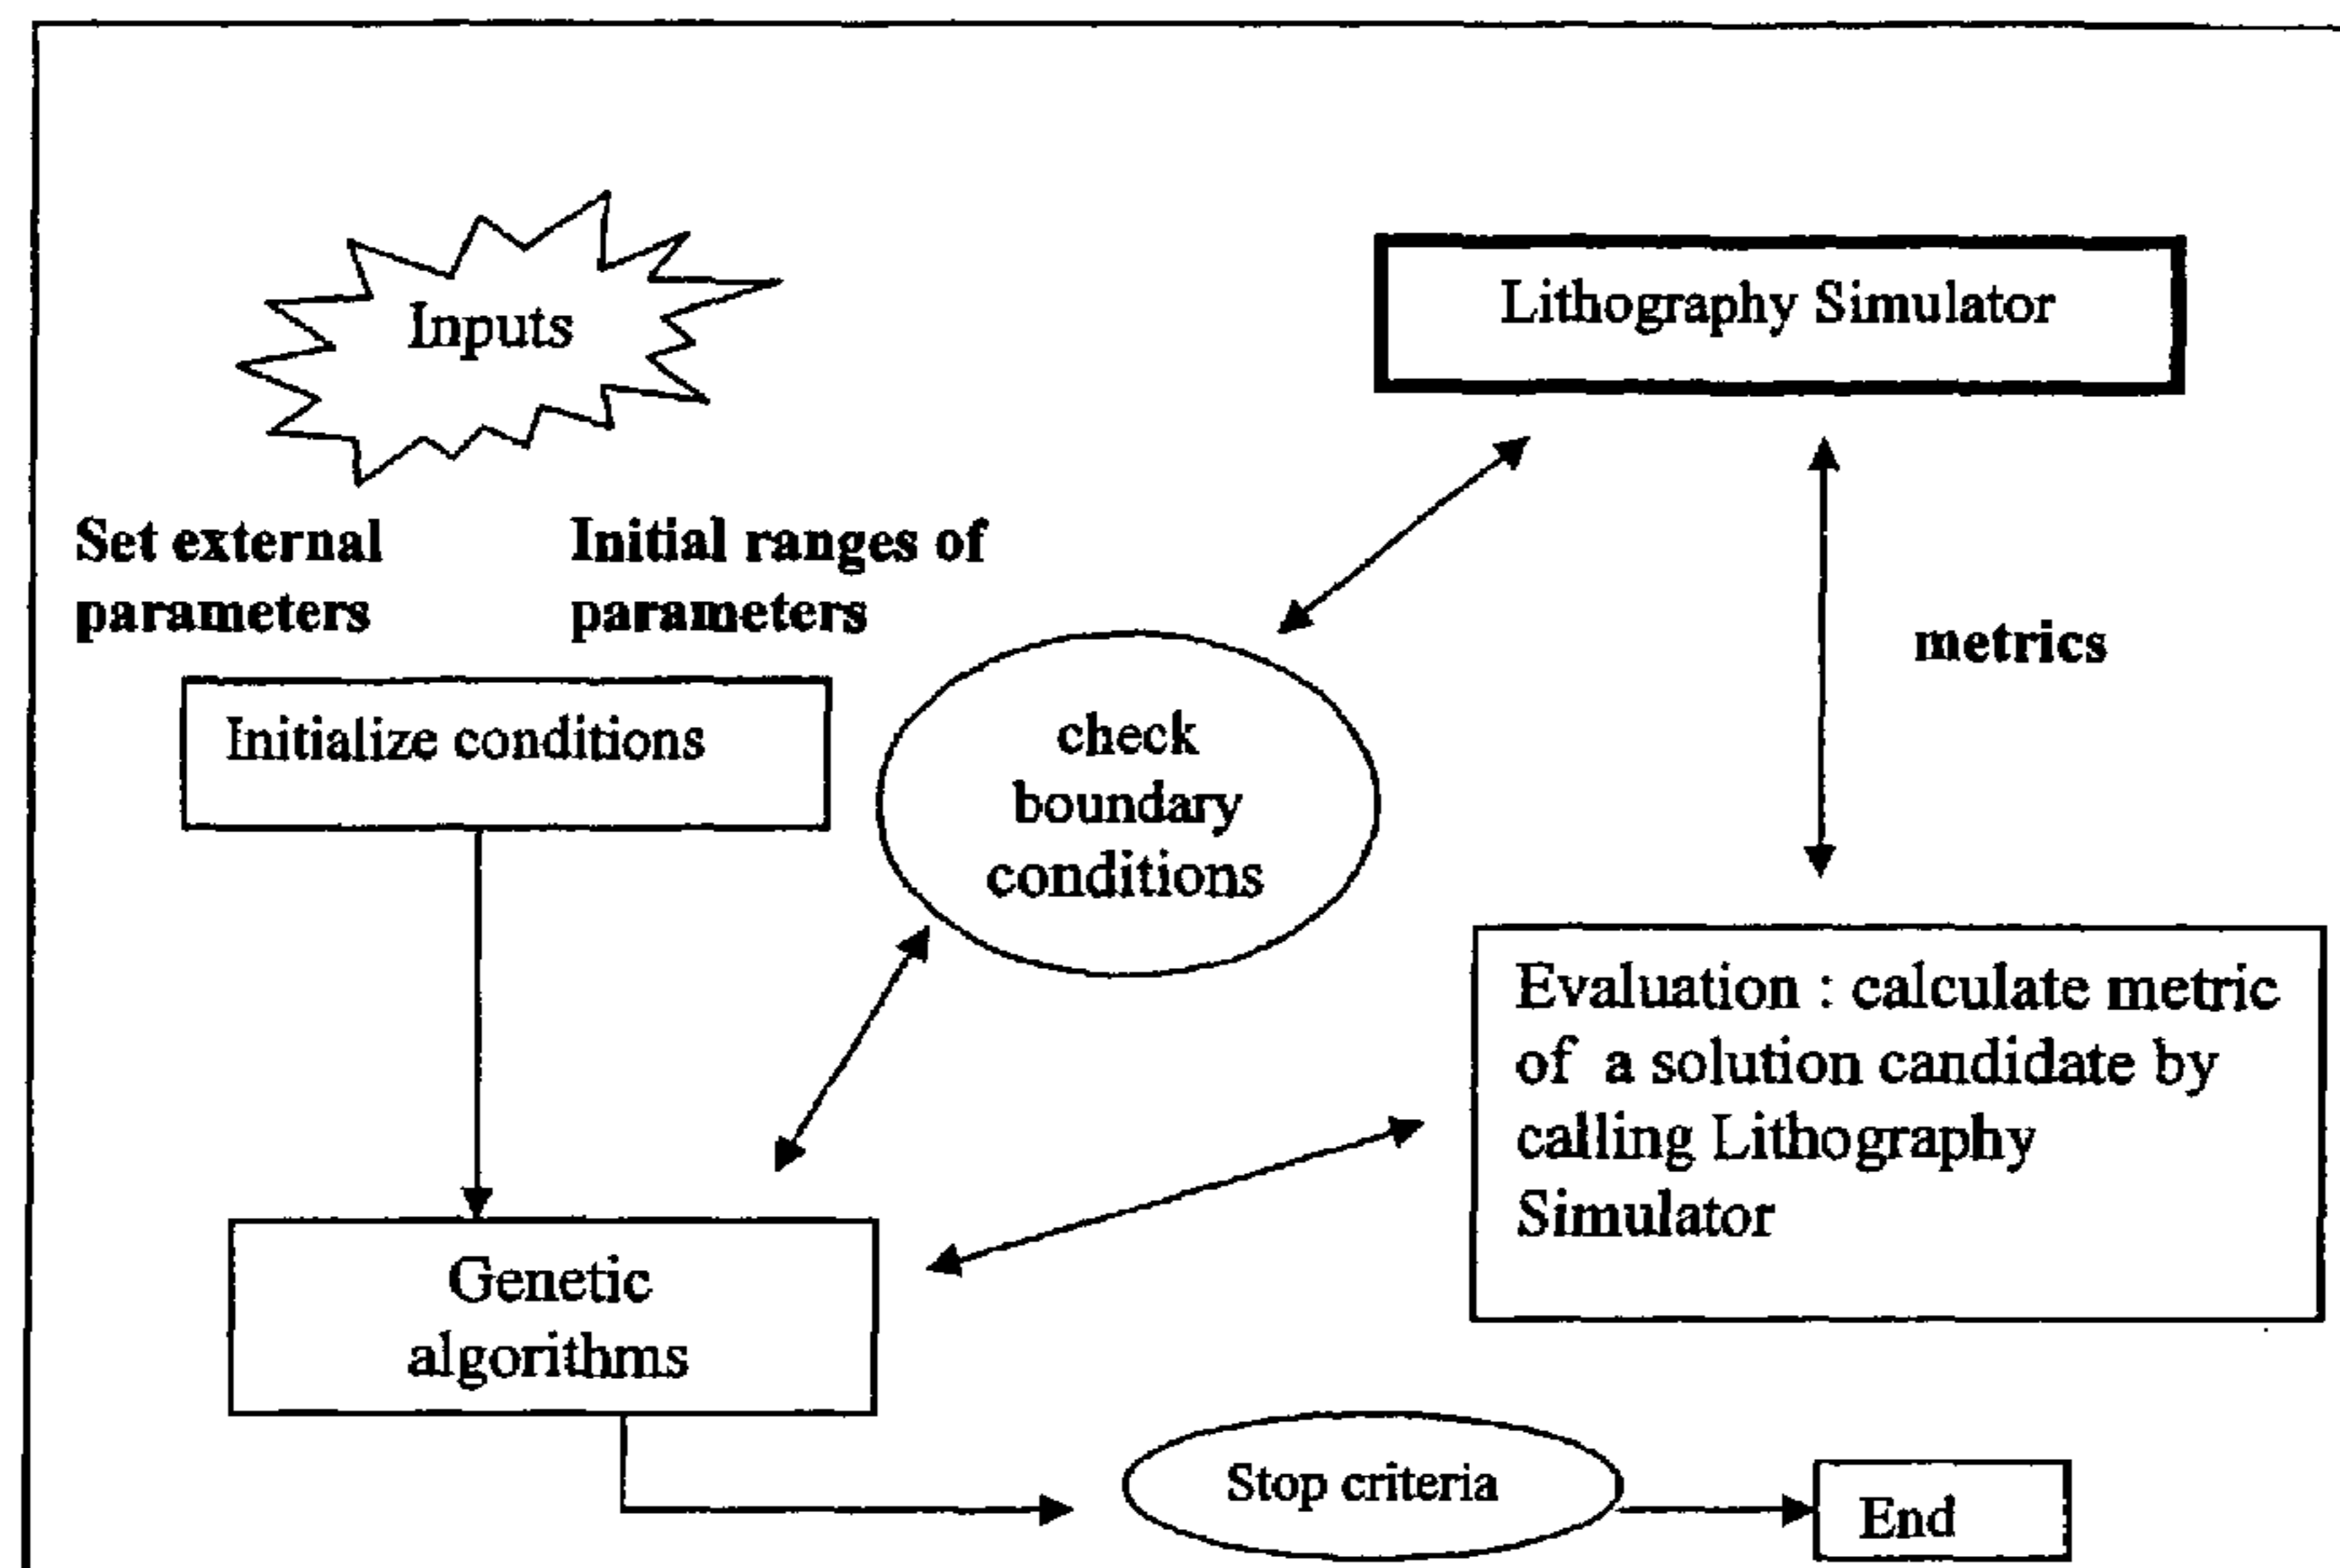 Inputs
Lithography Simulator
Set external
parameters
Initial ranges of
parameters
metrics
Initialize conditions
check
boundary
conditions
Evaluation : calculate metric
of a solution candidate by
calling Lithography
Simulator
Genetic
algorithms
Stop criteria
End